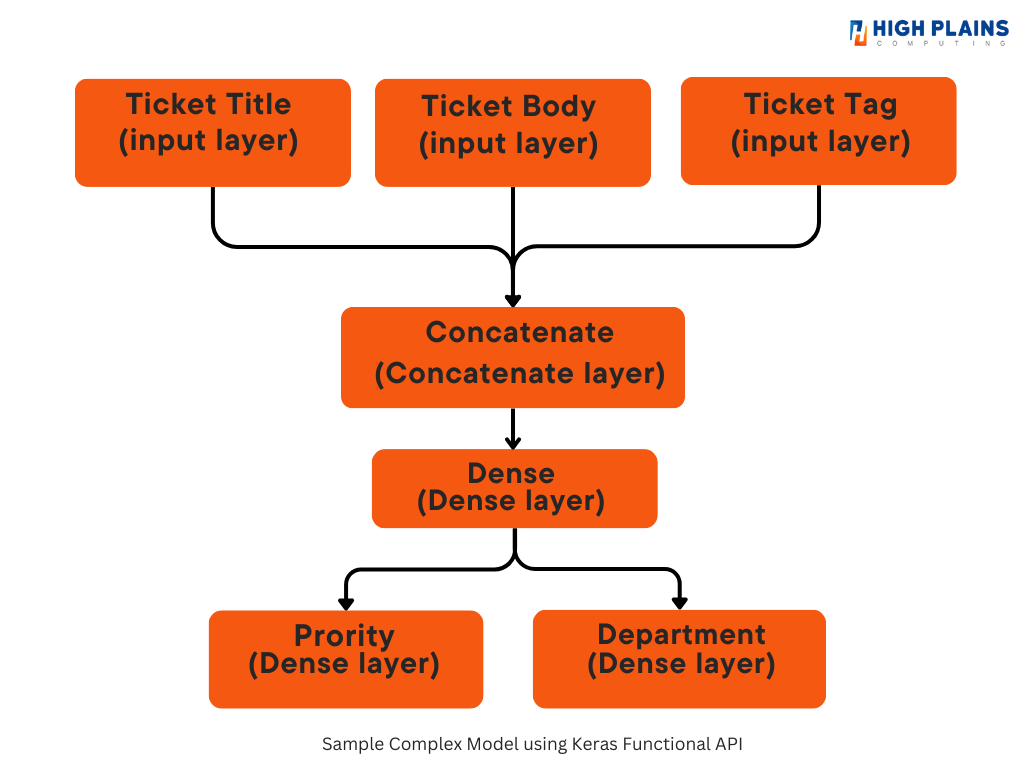 HIGH PLAINS
COMPUTING
Ticket Title
(input layer)
Ticket Body
(input layer)
Ticket Tag
(input layer)
Concatenate
(Concatenate layer)
Dense
(Dense layer)
Prority
(Dense layer)
Department
(Dense layer)
Sample Complex Model using Keras Functional API